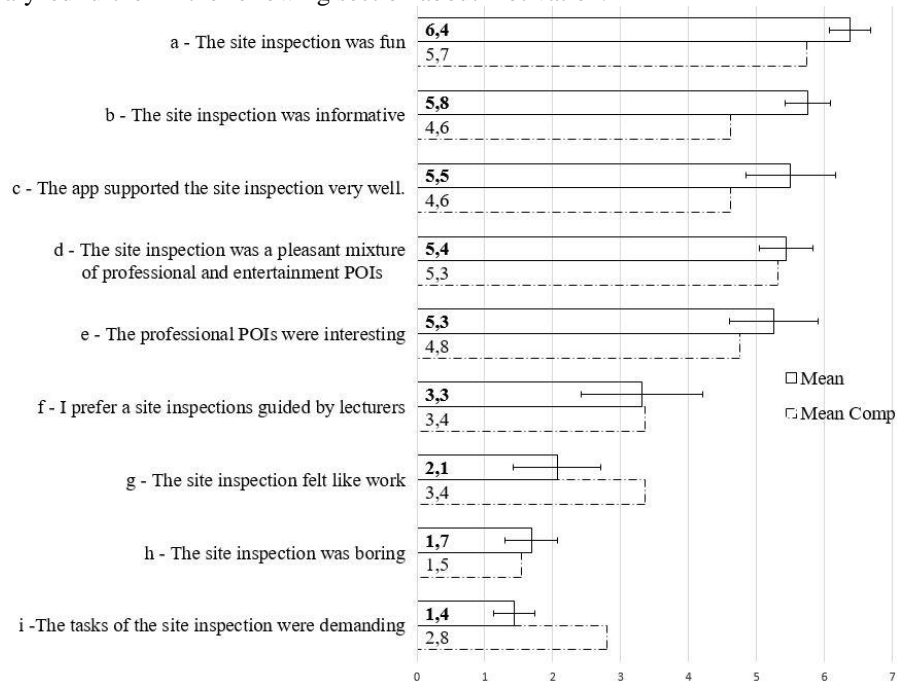 a - The site inspection was fun
6,4
5,7
b - The site inspection was informative
5,8
4,6
c - The app supported the site inspection very well.
5,5
4,6
d - The site inspection was a pleasant mixture
of professional and entertainment POIs
5,4
5,3
e - The professional POIs were interesting
5,3
4,8
f - I prefer a site inspections guided by lecturers
3,3
3,4
g - The site inspection felt like work
2,1
3,4
h - The site inspection was boring
1,7
1,5
i -The tasks of the site inspection were demanding
1,4
2,8
Mean
Mean Comp
0 1 2 3 4 5 6 7